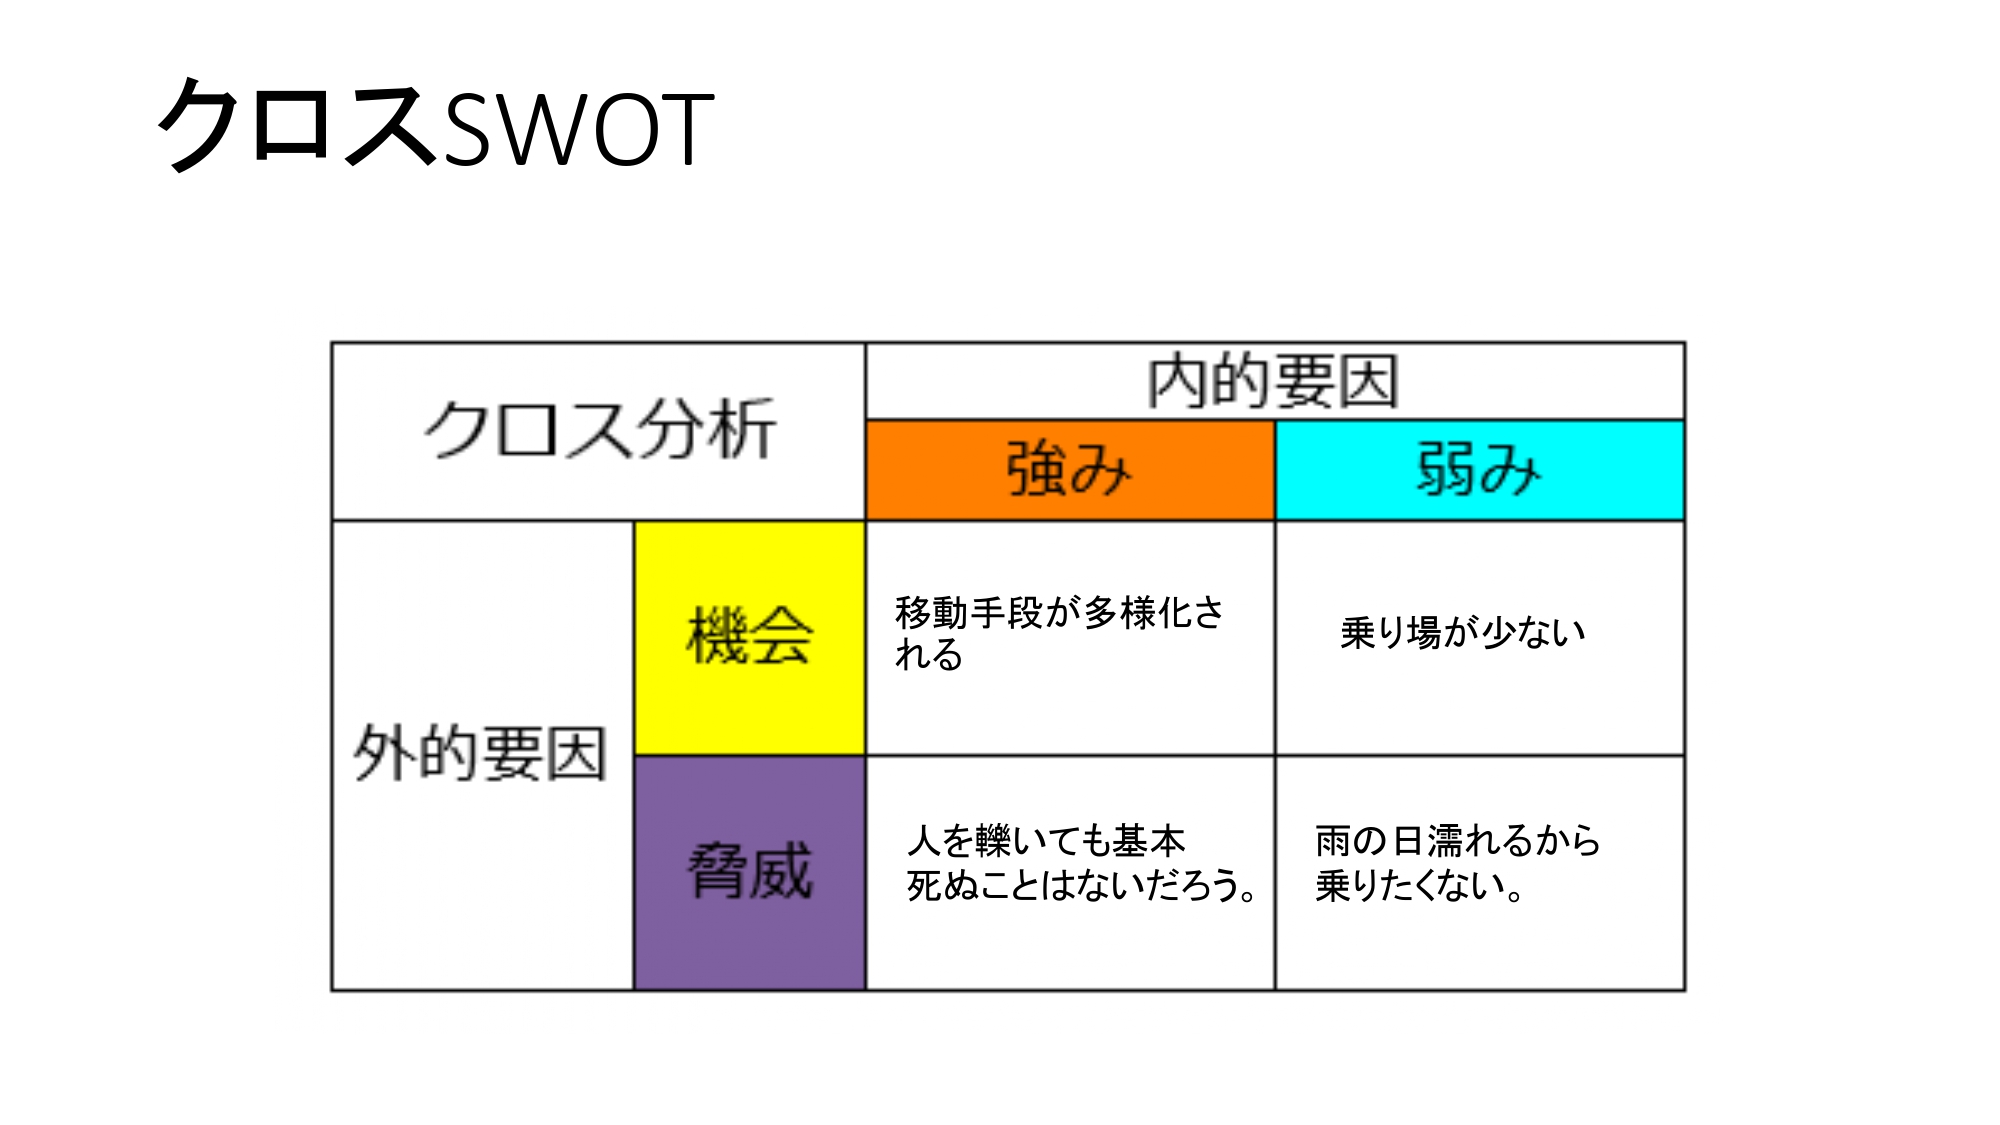 クロスSWOT
クロス分析
内的要因
強み
弱み
外的要因
機会
移動手段が多様化さ
れる
乗り場が少ない
脅威
人を轢いても基本
死ぬことはないだろう。
雨の日濡れるから
乗りたくない。